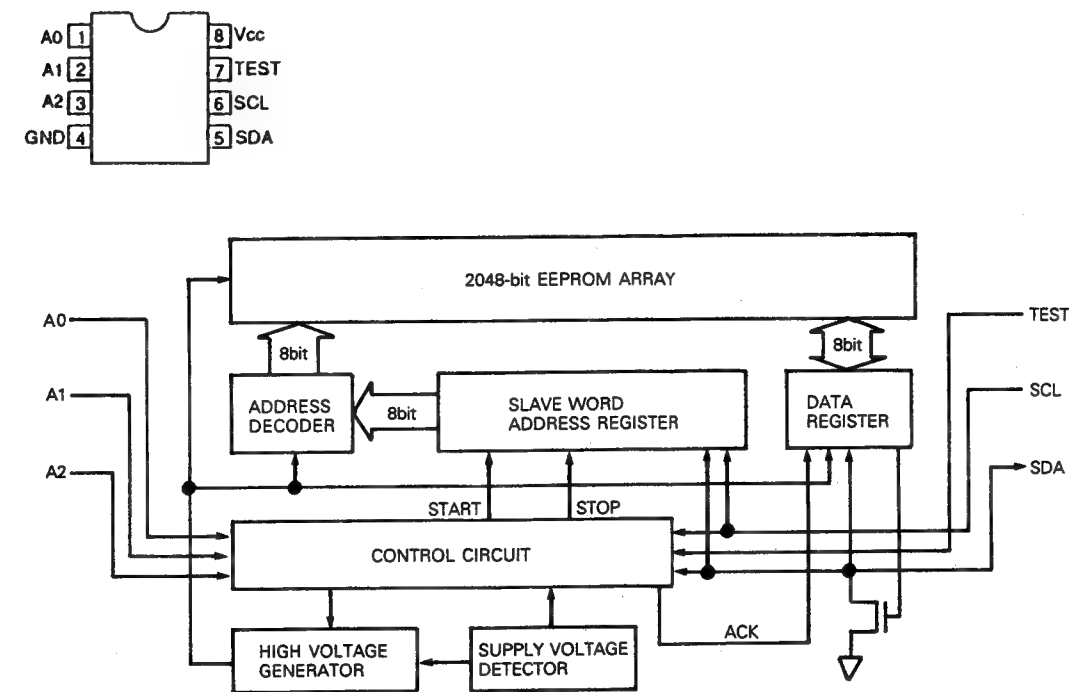 A0 1
8 Vcc
A1 2
7 TEST
A2 3
6 SCL
GND 4
5 SDA
2048-bit EEPROM ARRAY
A0
TEST
8bit
8bit
A1
SCL
ADDRESS
DECODER
8bit
SLAVE WORD
ADDRESS REGISTER
DATA
REGISTER
A2
SDA
START
STOP
CONTROL CIRCUIT
ACK
HIGH VOLTAGE
GENERATOR
SUPPLY VOLTAGE
DETECTOR